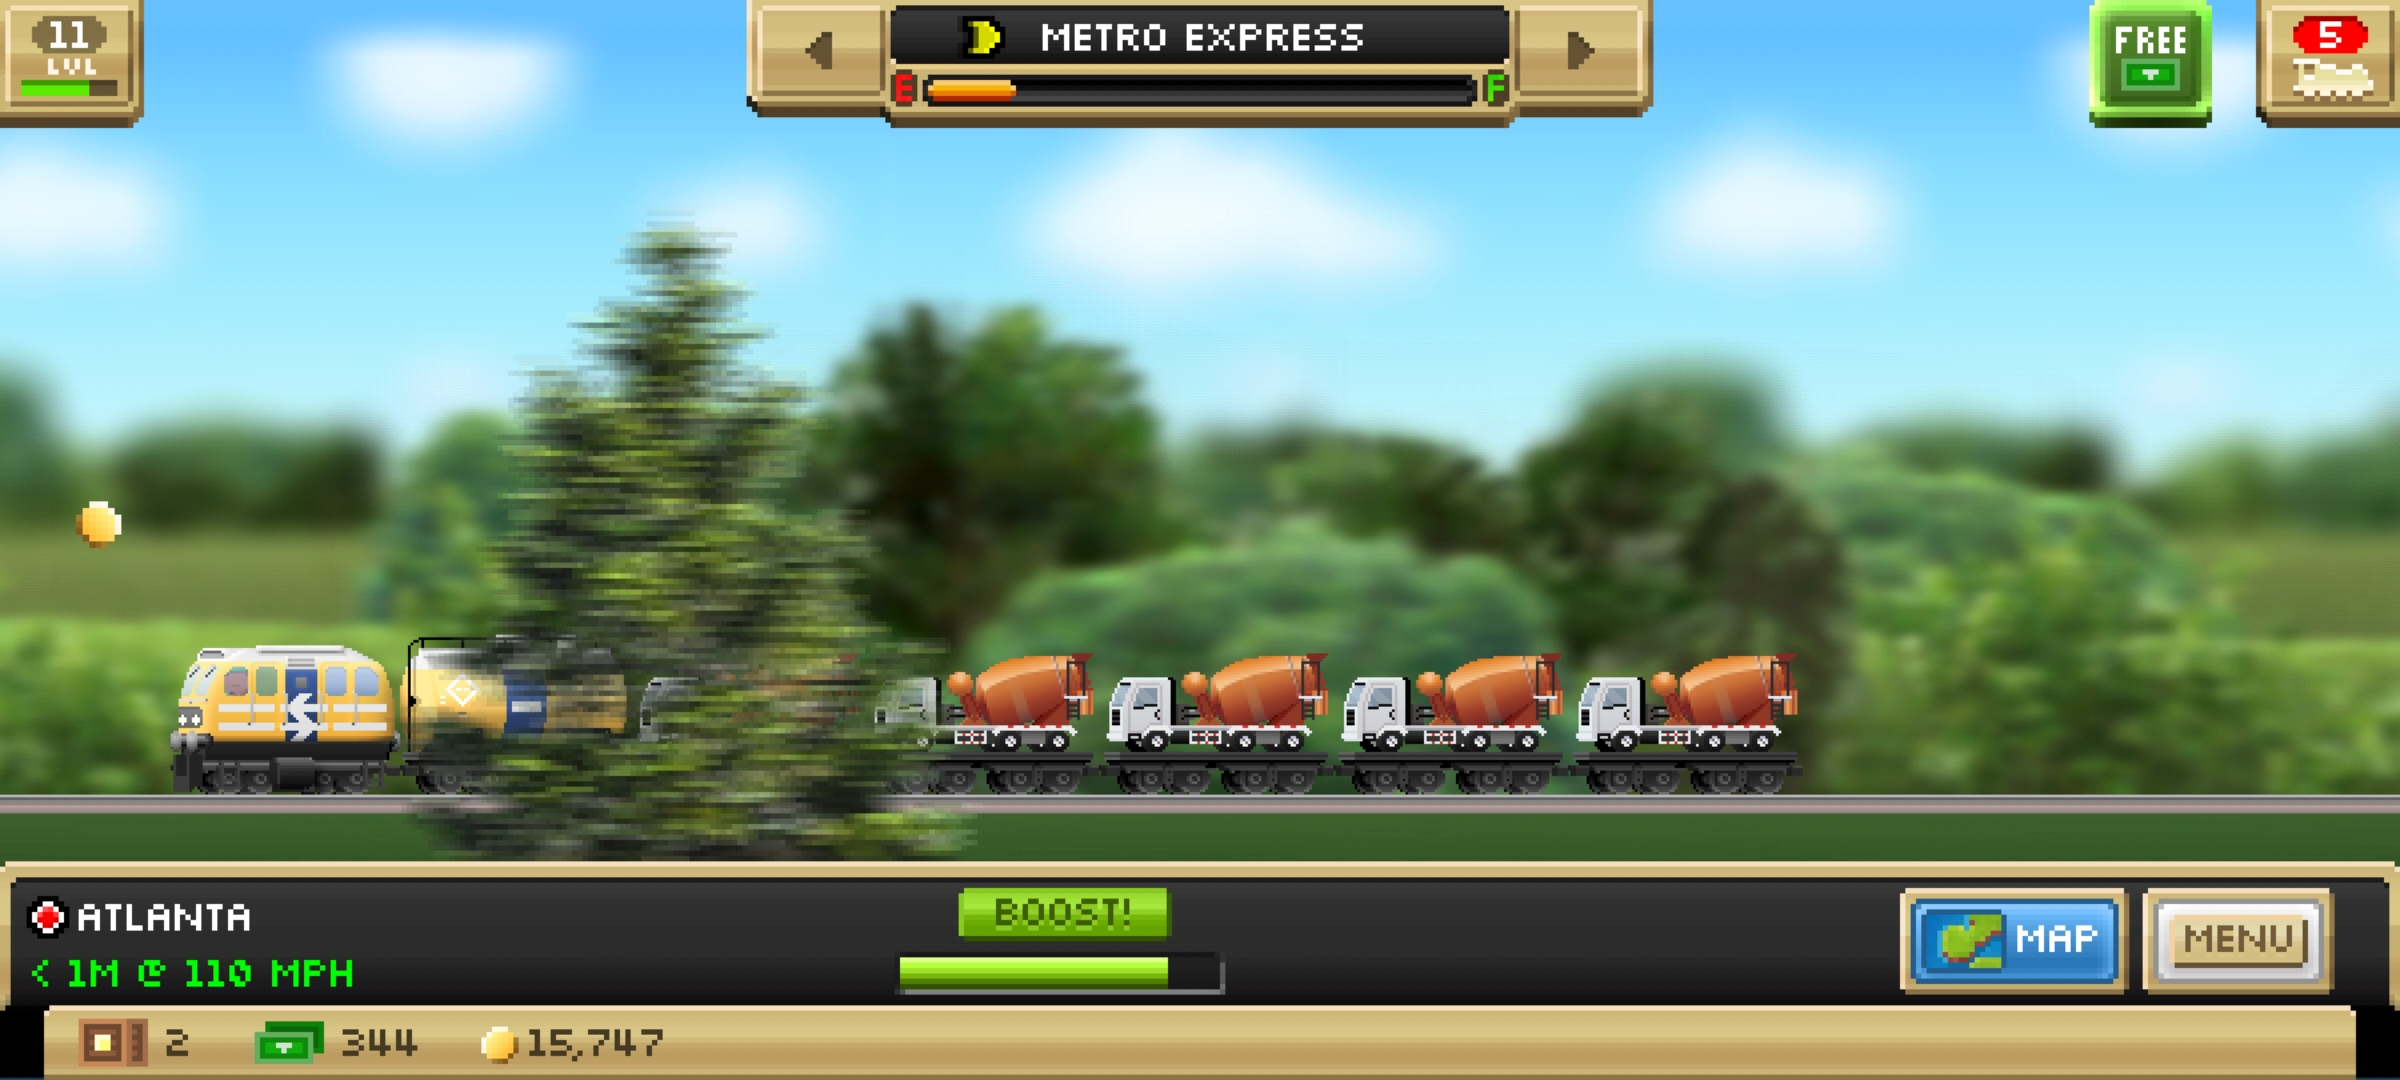 11
LVL
METRO EXPRESS
E F
FREE
5
ATLANTA
< 1M @ 110 MPH
BOOST!
MAP
MENU
2
344
15,747